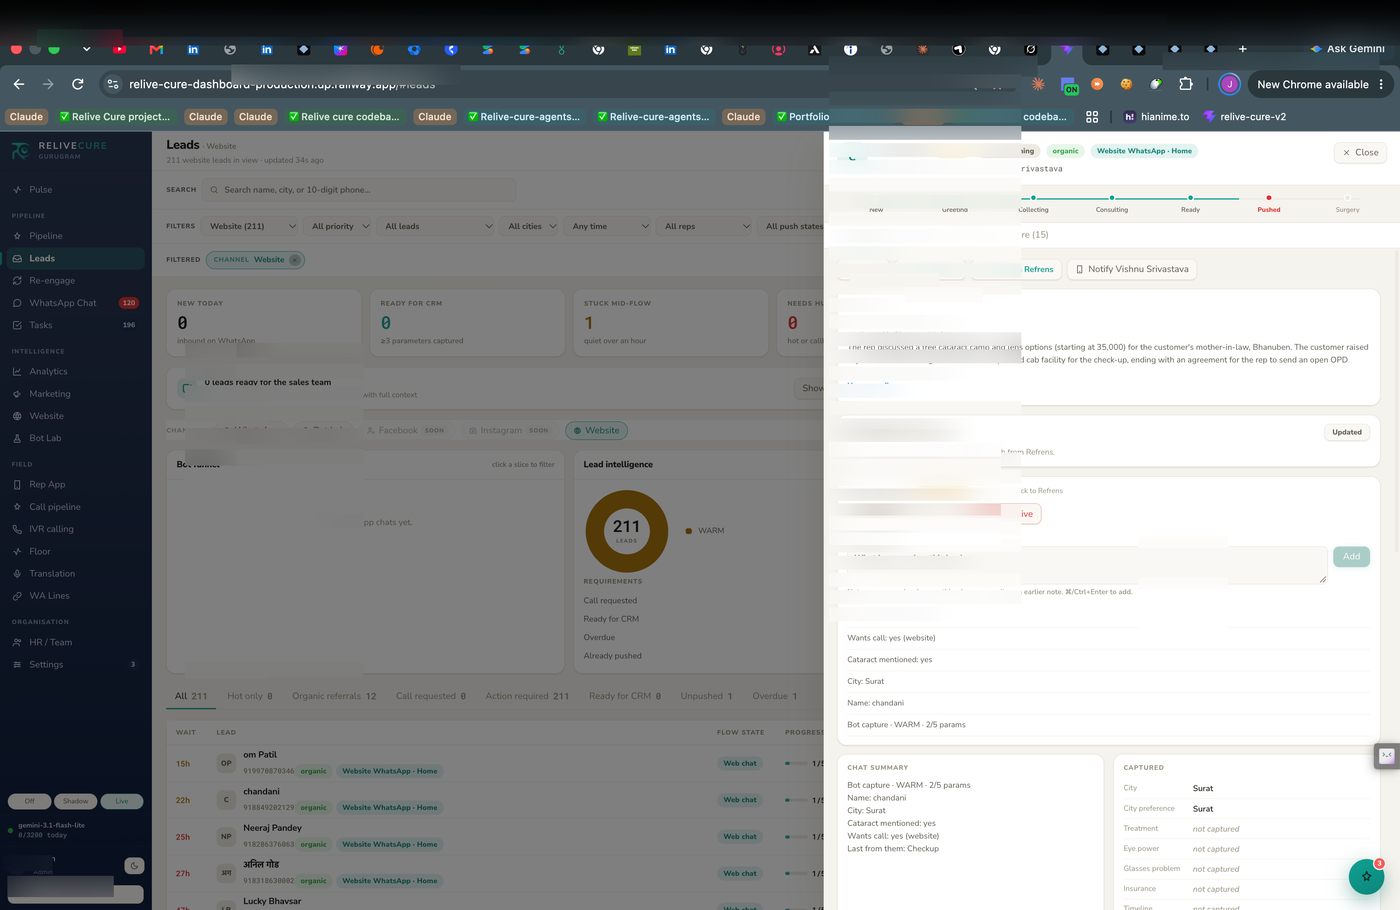 Ask Gemini
relive-cure-dashboard-production.up.railway.app/#leads
ON
J
New Chrome available
Claude
Relive Cure project...
Claude
Claude
Relive cure codeba...
Claude
Relive-cure-agents...
Relive-cure-agents...
Claude
Portfolio
codeba...
hianime.to
relive-cure-v2
RELIVECURE
GURUGRAM
Pulse
PIPELINE
Pipeline
Leads
Re-engage
WhatsApp Chat 120
Tasks 196
INTELLIGENCE
Analytics
Marketing
Website
Bot Lab
FIELD
Rep App
Call pipeline
IVR calling
Floor
Translation
WA Lines
ORGANISATION
HR / Team
Settings 3
Off Shadow Live
gemini-3.1-flash-lite
0/3200 today
Admin
Leads · Website
211 website leads in view · updated 34s ago
SEARCH Search name, city, or 10-digit phone...
FILTERS Website (211) All priority All leads All cities Any time All reps All push states
FILTERED CHANNEL Website
NEW TODAY
0
inbound on WhatsApp
READY FOR CRM
0
≥3 parameters captured
STUCK MID-FLOW
1
quiet over an hour
NEEDS
0
hot or
0 leads ready for the sales team
with full context
Show
Facebook SOON Instagram SOON Website
click a slice to filter
chats yet.
Lead intelligence
211
LEADS
WARM
REQUIREMENTS
Call requested
Ready for CRM
Overdue
Already pushed
All 211 Hot only 0 Organic referrals 12 Call requested 0 Action required 211 Ready for CRM 0 Unpushed 1 Overdue 1
WAIT LEAD FLOW STATE PROGRESS
15h OP om Patil
919970870346 organic Website WhatsApp · Home Web chat
22h C chandani
918849282129 organic Website WhatsApp · Home Web chat
25h NP Neeraj Pandey
918286376063 organic Website WhatsApp · Home Web chat
27h अग अनिल गोड
918318630002 organic Website WhatsApp · Home Web chat
Lucky Bhavsar
organic Website WhatsApp · Home Close
New Greeting Collecting Consulting Ready Pushed Surgery
(15)
Refrens Notify Vishnu Srivastava
The rep discussed a free cataract camp and lens options (starting at 35,000) for the customer's mother-in-law, Bhanuben. The customer raised
cab facility for the check-up, ending with an agreement for the rep to send an open OPD
Updated
from Refrens.
to Refrens
Add
earlier note. ⌘/Ctrl+Enter to add.
Wants call: yes (website)
Cataract mentioned: yes
City: Surat
Name: chandani
Bot capture · WARM · 2/5 params
CHAT SUMMARY
Bot capture · WARM · 2/5 params
Name: chandani
City: Surat
Cataract mentioned: yes
Wants call: yes (website)
Last from them: Checkup
CAPTURED
City Surat
City preference Surat
Treatment not captured
Eye power not captured
Glasses problem not captured
Insurance not captured
Timeline not captured
3